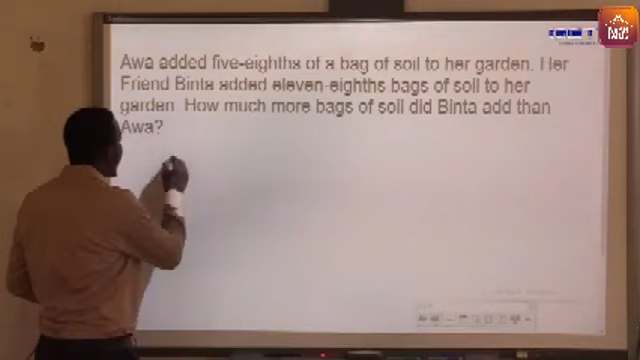 Awa added five-eighths of a bag of soil to her garden. Her
Friend Binta added eleven-eighths bags of soil to her
garden. How much more bags of soil did Binta add than
Awa?